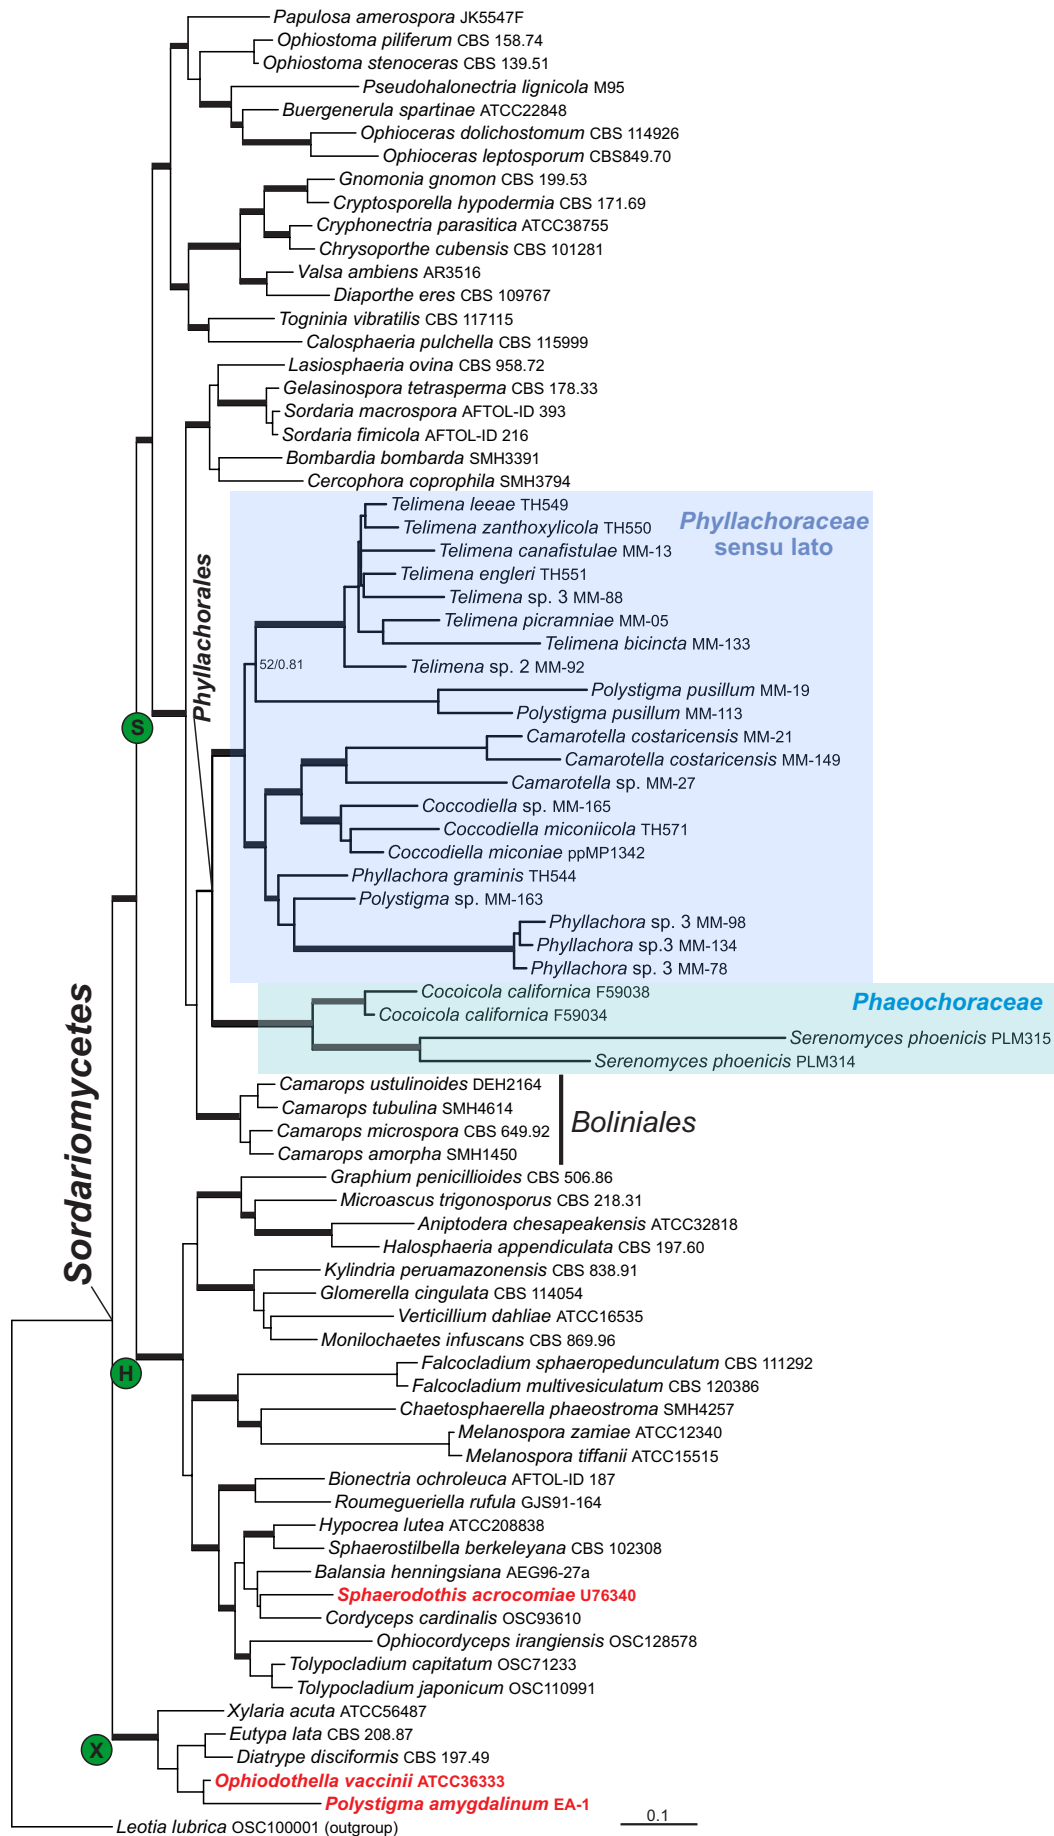 Papulosa amerospora JK5547F
Ophiostoma piliferum CBS 158.74
Ophiostoma stenoceras CBS 139.51
Pseudohalonectria lignicola M95
Buergenerula spartinae ATCC22848
Ophioceras dolichostomum CBS 114926
Ophioceras leptosporum CBS849.70
Gnomonia gnomon CBS 199.53
Cryptosporella hypodermia CBS 171.69
Cryphonectria parasitica ATCC38755
Chrysoporthe cubensis CBS 101281
Valsa ambiens AR3516
Diaporthe eres CBS 109767
Togninia vibratilis CBS 117115
Calosphaeria pulchella CBS 115999
Lasiosphaeria ovina CBS 958.72
Gelasinospora tetrasperma CBS 178.33
Sordaria macrospora AFTOL-ID 393
Sordaria fimicola AFTOL-ID 216
Bombardia bombarda SMH3391
Cercophora coprophila SMH3794
Phyllachoraceae
sensu lato
Telimena leeae TH549
Telimena zanthoxylicola TH550
Telimena canafistulae MM-13
Telimena engleri TH551
Telimena sp. 3 MM-88
Telimena picramniae MM-05
Telimena bicincta MM-133
Telimena sp. 2 MM-92
52/0.81
Polystigma pusillum MM-19
Polystigma pusillum MM-113
Camarotella costaricensis MM-21
Camarotella costaricensis MM-149
Camarotella sp. MM-27
Coccodiella sp. MM-165
Coccodiella miconiicola TH571
Coccodiella miconiae ppMP1342
Phyllachora graminis TH544
Polystigma sp. MM-163
Phyllachora sp. 3 MM-98
Phyllachora sp.3 MM-134
Phyllachora sp. 3 MM-78
Phyllachorales
S
Phaeochoraceae
Cocoicola californica F59038
Cocoicola californica F59034
Serenomyces phoenicis PLM315
Serenomyces phoenicis PLM314
Camarops ustulinoides DEH2164
Camarops tubulina SMH4614
Camarops microspora CBS 649.92
Camarops amorpha SMH1450
Boliniales
Sordariomycetes
Graphium penicillioides CBS 506.86
Microascus trigonosporus CBS 218.31
Aniptodera chesapeakensis ATCC32818
Halosphaeria appendiculata CBS 197.60
Kylindria peruamazonensis CBS 838.91
Glomerella cingulata CBS 114054
Verticillium dahliae ATCC16535
Monilochaetes infuscans CBS 869.96
H
Falcocladium sphaeropedunculatum CBS 111292
Falcocladium multivesiculatum CBS 120386
Chaetosphaerella phaeostroma SMH4257
Melanospora zamiae ATCC12340
Melanospora tiffanii ATCC15515
Bionectria ochroleuca AFTOL-ID 187
Roumegueriella rufula GJS91-164
Hypocrea lutea ATCC208838
Sphaerostilbella berkeleyana CBS 102308
Balansia henningsiana AEG96-27a
Sphaerodothis acrocomiae U76340
Cordyceps cardinalis OSC93610
Ophiocordyceps irangiensis OSC128578
Tolypocladium capitatum OSC71233
Tolypocladium japonicum OSC110991
Xylaria acuta ATCC56487
Eutypa lata CBS 208.87
X
Diatrype disciformis CBS 197.49
Ophiodothella vaccinii ATCC36333
Polystigma amygdalinum EA-1
Leotia lubrica OSC100001 (outgroup)
0.1